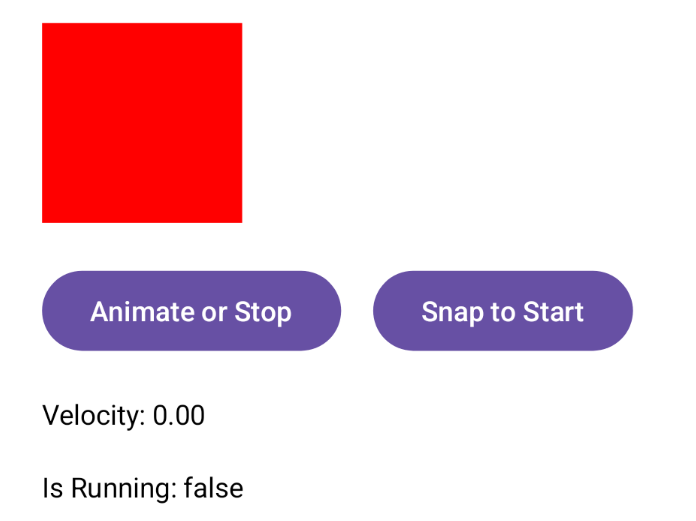 Animate or Stop
Snap to Start
Velocity: 0.00
Is Running: false